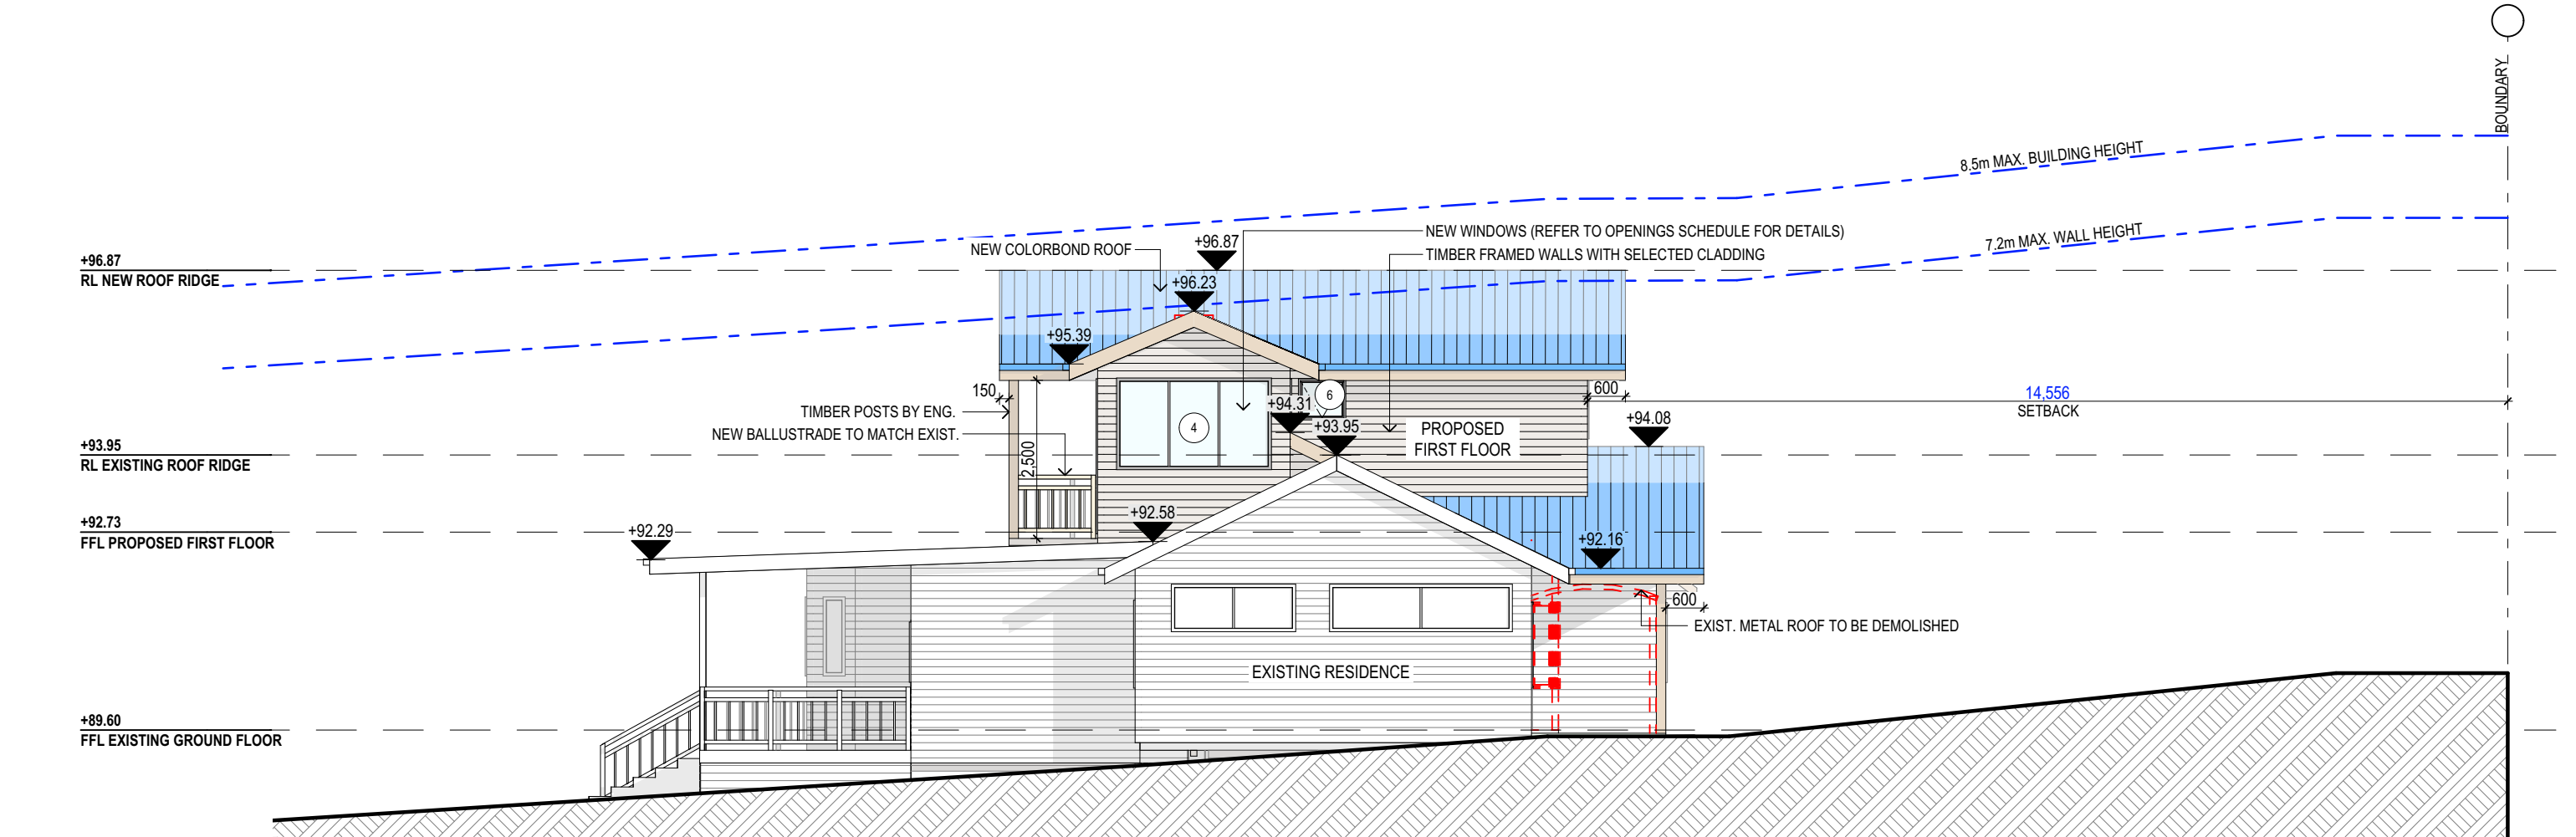 BOUNDARY
8.5m MAX. BUILDING HEIGHT
7.2m MAX. WALL HEIGHT
NEW WINDOWS (REFER TO OPENINGS SCHEDULE FOR DETAILS)
NEW COLORBOND ROOF
+96.87
TIMBER FRAMED WALLS WITH SELECTED CLADDING
+96.87
RL NEW ROOF RIDGE
+96.23
+95.39
150
600
14,556
SETBACK
6
TIMBER POSTS BY ENG.
+94.31
+94.08
4
+93.95
PROPOSED
FIRST FLOOR
NEW BALLUSTRADE TO MATCH EXIST.
2,500
+93.95
RL EXISTING ROOF RIDGE
+92.73
FFL PROPOSED FIRST FLOOR
+92.58
+92.29
+92.16
600
EXIST. METAL ROOF TO BE DEMOLISHED
EXISTING RESIDENCE
+89.60
FFL EXISTING GROUND FLOOR